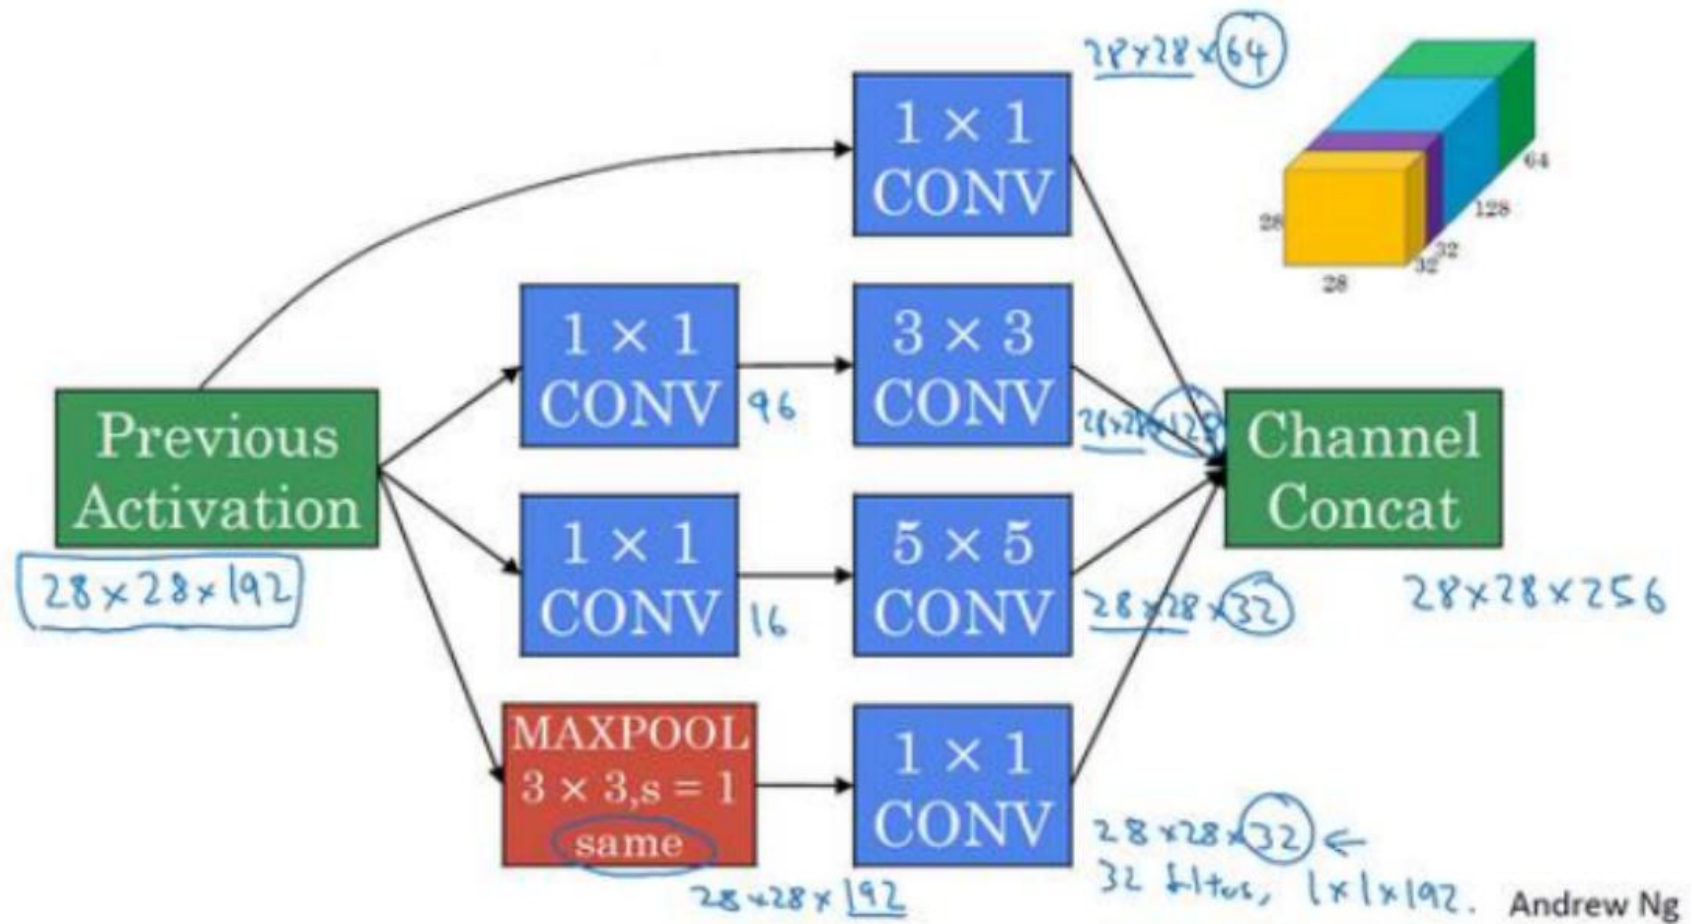 28×28×64
1 × 1
CONV
64
128
32
32
28
28
1 × 1
CONV
96
3 × 3
CONV
28×28×128
Previous
Activation
28×28×192
Channel
Concat
28×28×256
1 × 1
CONV
16
5 × 5
CONV
28×28×32
MAXPOOL
3 × 3,s = 1
same
28×28×192
1 × 1
CONV
28×28×32 ←
32 filters, 1×1×192.
Andrew Ng